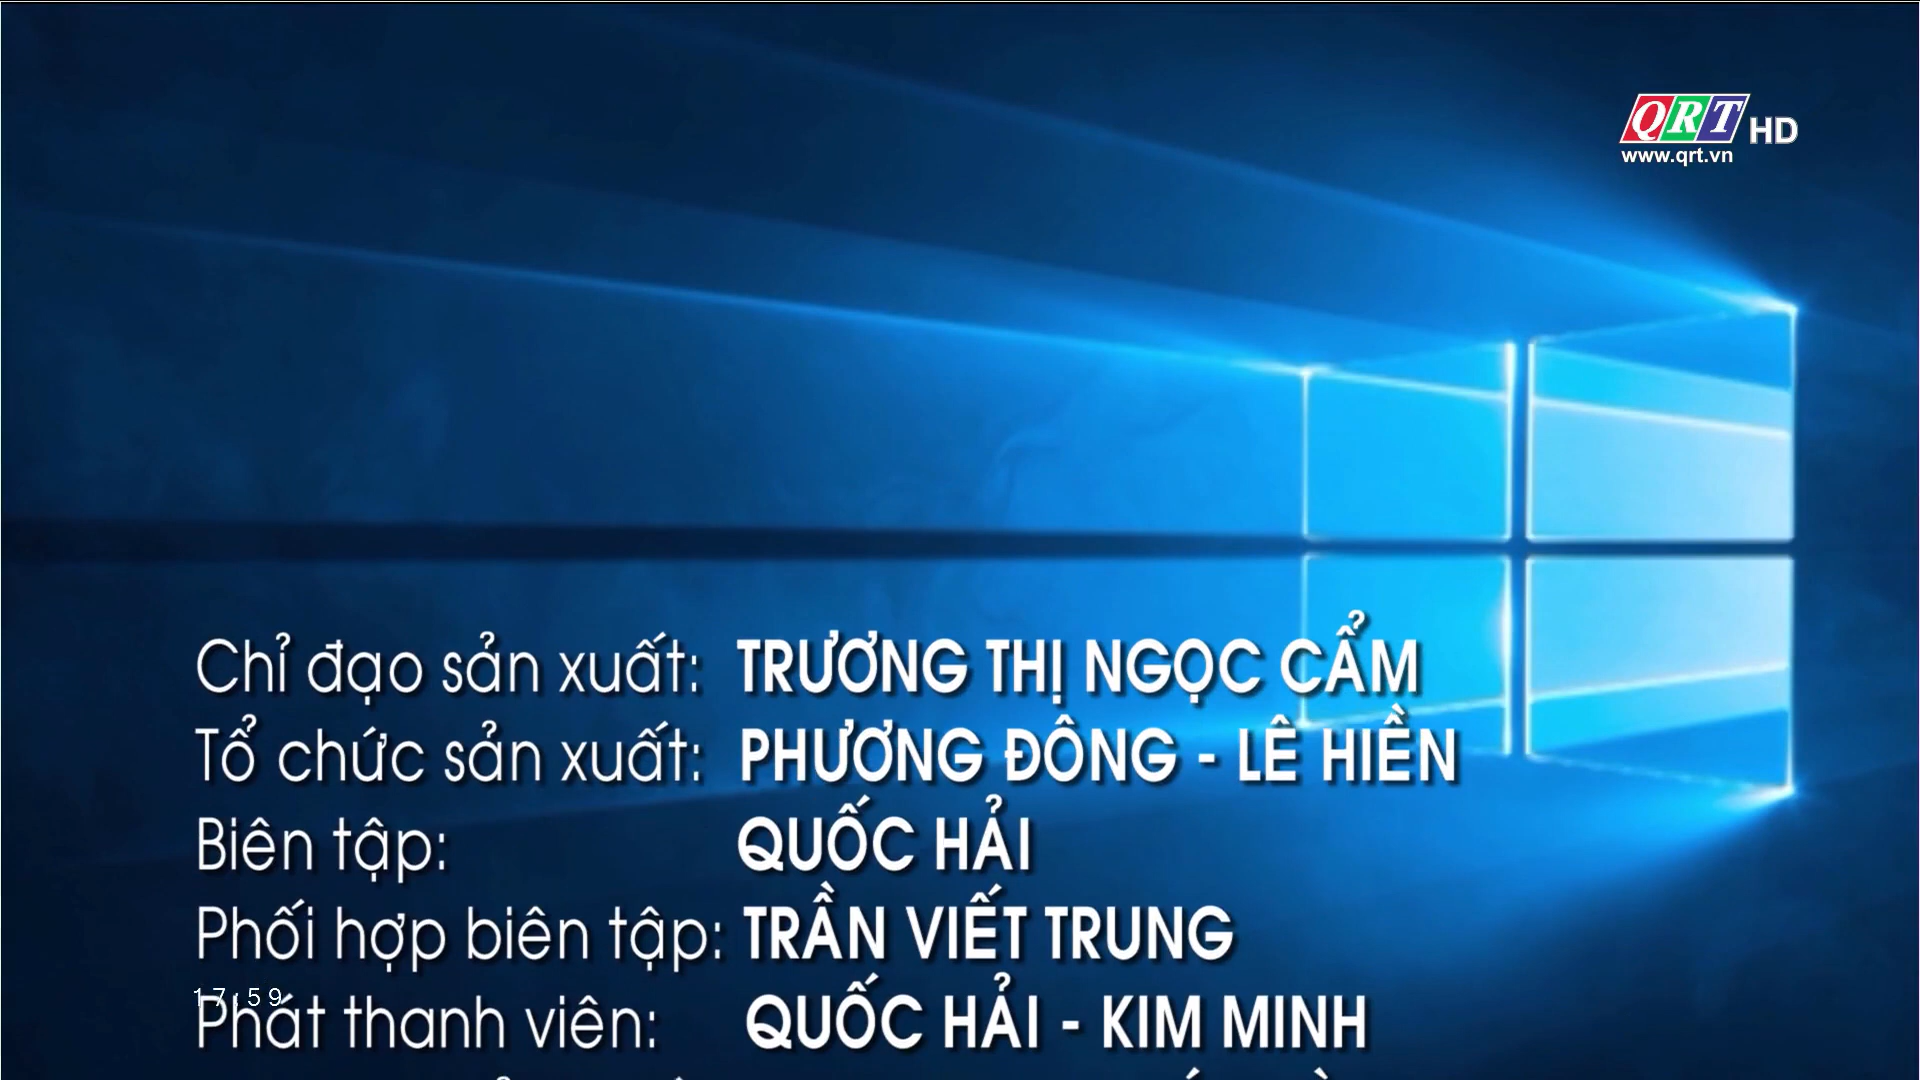 QRT HD
www.qrt.vn
Chỉ đạo sản xuất: TRƯƠNG THỊ NGỌC CẨM
Tổ chức sản xuất: PHƯƠNG ĐÔNG - LÊ HIỀN
Biên tập: QUỐC HẢI
Phối hợp biên tập: TRẦN VIẾT TRUNG
17:59
Phát thanh viên: QUỐC HẢI - KIM MINH